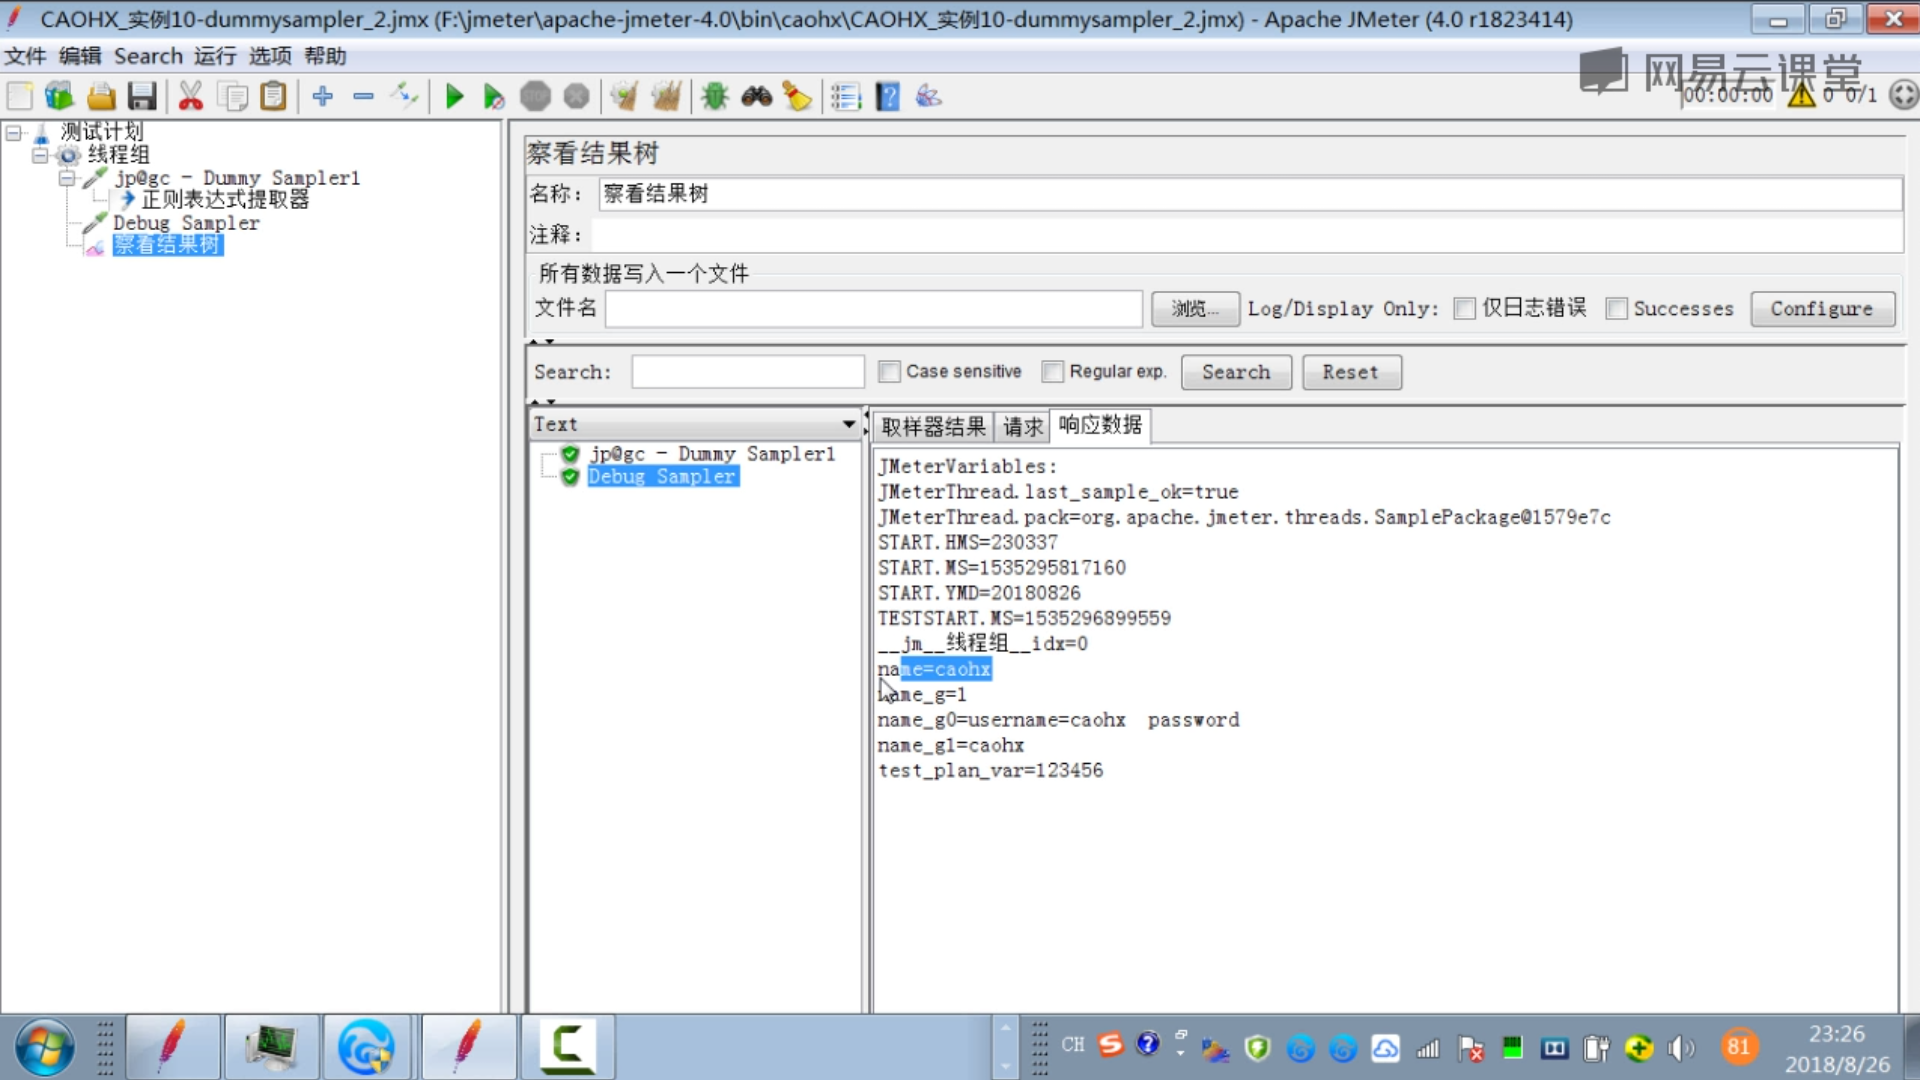 CAOHX_实例10-dummysampler_2.jmx (F:\jmeter\apache-jmeter-4.0\bin\caohx\CAOHX_实例10-dummysampler_2.jmx) - Apache JMeter (4.0 r1823414)
文件 编辑 Search 运行 选项 帮助
网易云课堂
00:00:00 0 0/1
测试计划
线程组
jp@gc - Dummy Sampler1
正则表达式提取器
Debug Sampler
察看结果树
察看结果树
名称： 察看结果树
注释：
所有数据写入一个文件
文件名 浏览... Log/Display Only: 仅日志错误 Successes Configure
Search: Case sensitive Regular exp. Search Reset
Text
jp@gc - Dummy Sampler1
Debug Sampler
取样器结果 请求 响应数据
JMeterVariables:
JMeterThread.last_sample_ok=true
JMeterThread.pack=org.apache.jmeter.threads.SamplePackage@1579e7c
START.HMS=230337
START.MS=1535295817160
START.YMD=20180826
TESTSTART.MS=1535296899559
__jm__线程组__idx=0
name=caohx
name_g=1
name_g0=username=caohx password
name_g1=caohx
test_plan_var=123456
CH 81 23:26
2018/8/26